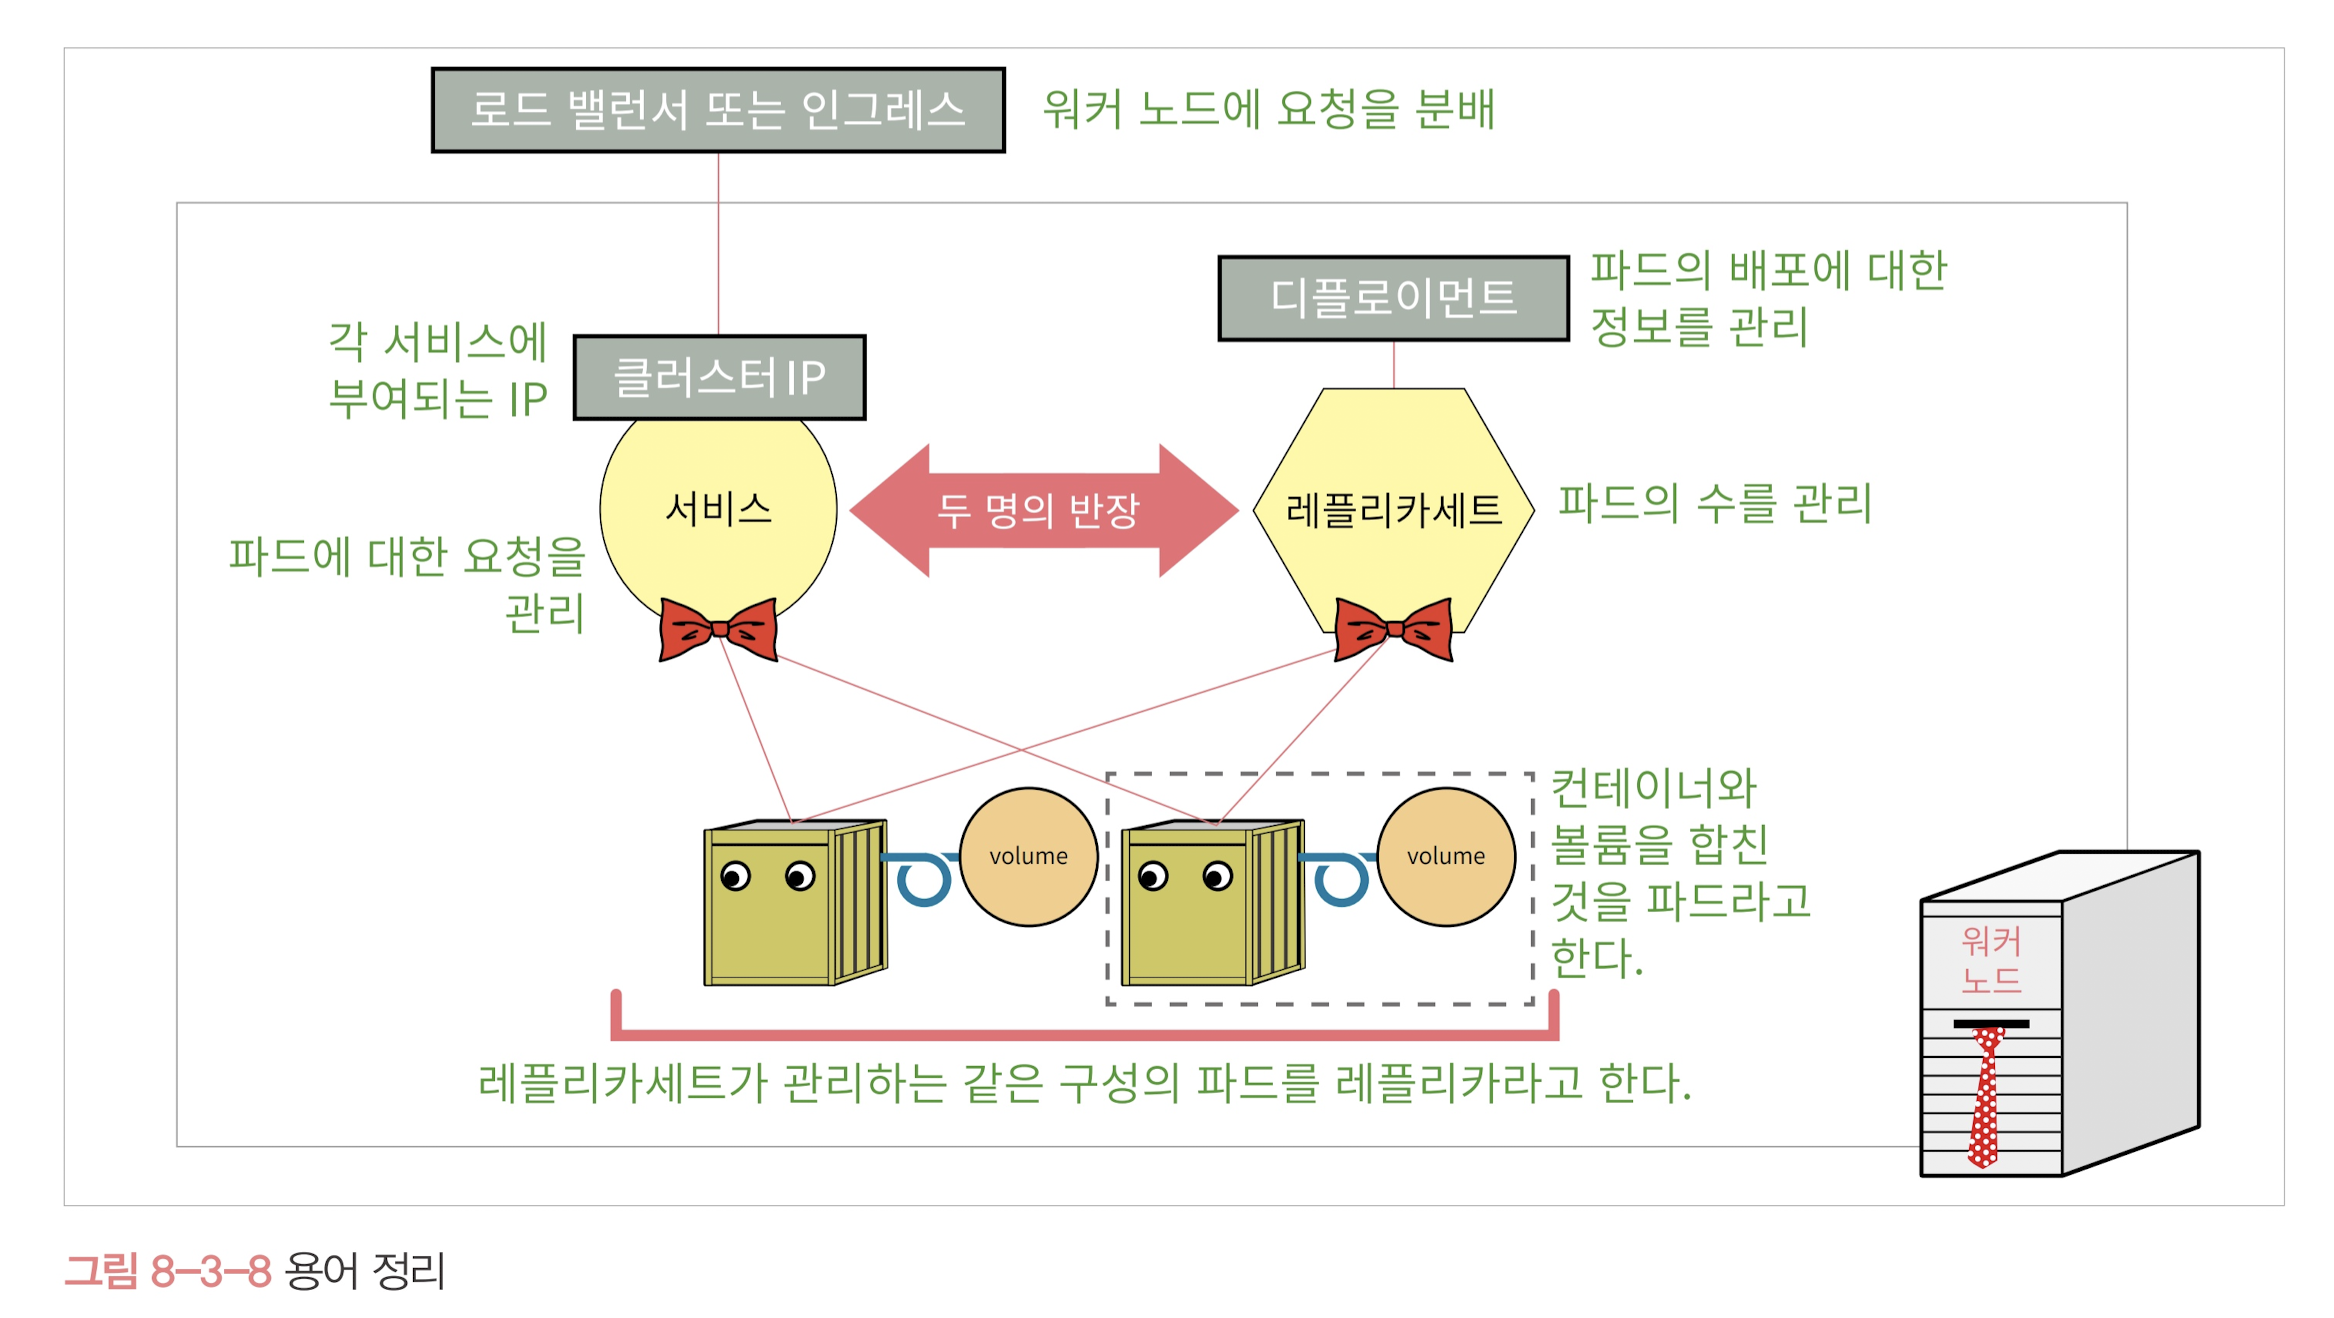 로드 밸런서 또는 인그레스
워커 노드에 요청을 분배
디플로이먼트
파드의 배포에 대한
정보를 관리
각 서비스에
부여되는 IP
클러스터 IP
서비스
두 명의 반장
레플리카세트
파드의 수를 관리
파드에 대한 요청을
관리
volume
volume
컨테이너와
볼륨을 합친
것을 파드라고
한다.
워커
노드
레플리카세트가 관리하는 같은 구성의 파드를 레플리카라고 한다.
그림 8-3-8 용어 정리